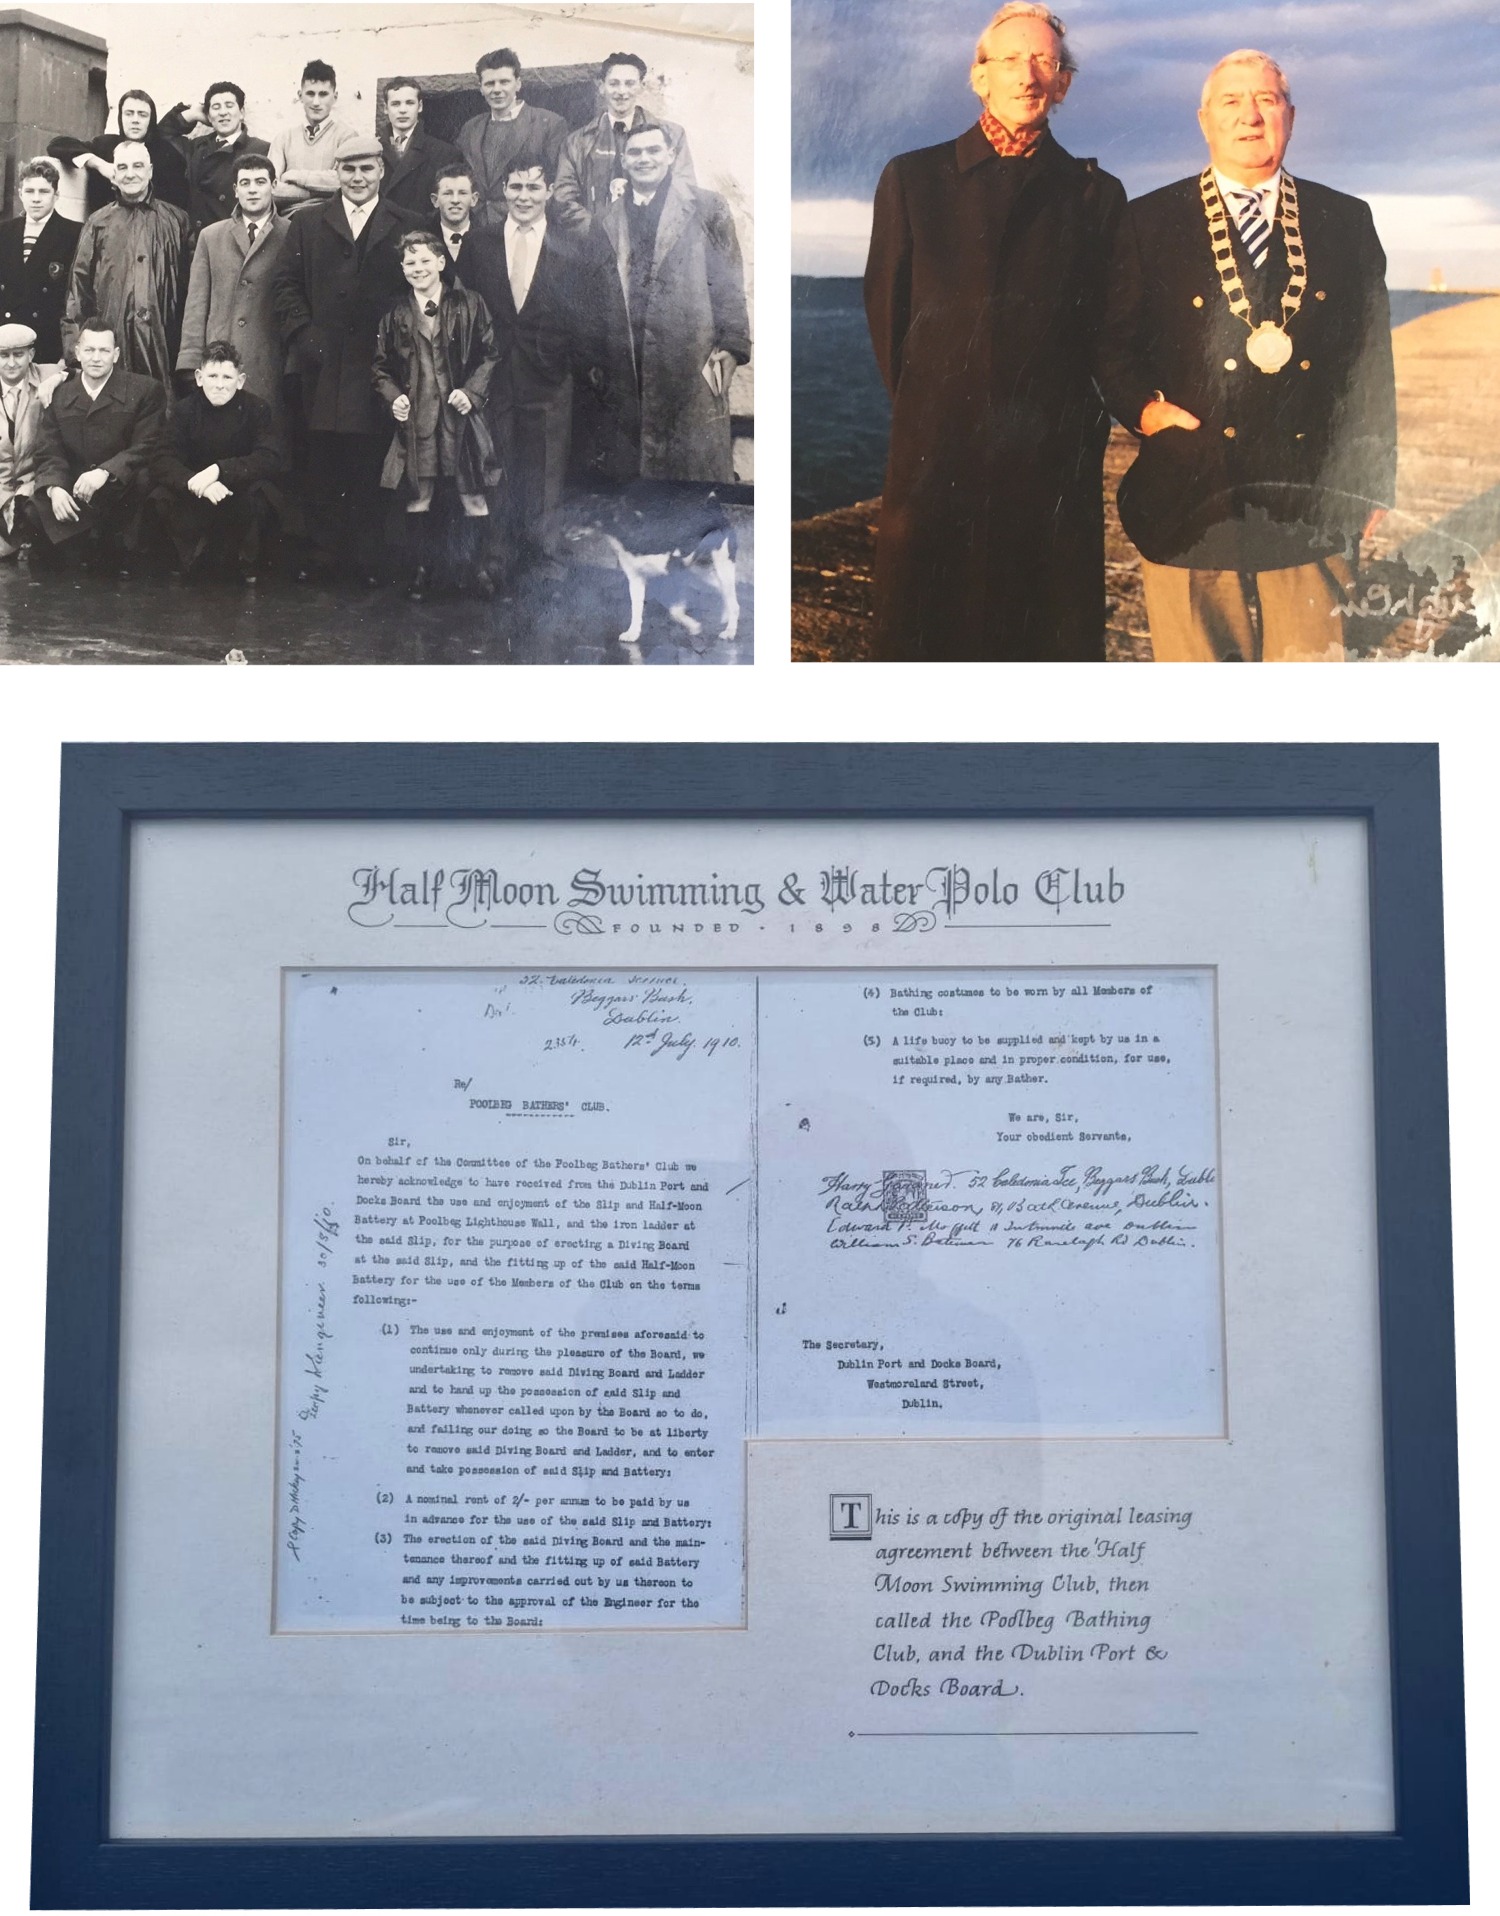 Half Moon Swimming & Water Polo Club
FOUNDED · 1898
52 Caledonia Terrace.
Beggars Bush,
Dublin.
12th July. 1910.
Re/
POOLBEG BATHERS' CLUB.
Sir,
On behalf of the Committee of the Poolbeg Bathers' Club we
hereby acknowledge to have received from the Dublin Port and
Docks Board the use and enjoyment of the Slip and Half-Moon
Battery at Poolbeg Lighthouse Wall, and the iron ladder at
the said Slip, for the purpose of erecting a Diving Board
at the said Slip, and the fitting up of the said Half-Moon
Battery for the use of the Members of the Club on the terms
following:-
(1) The use and enjoyment of the premises aforesaid to
continue only during the pleasure of the Board, we
undertaking to remove said Diving Board and Ladder
and to hand up the possession of said Slip and
Battery whenever called upon by the Board so to do,
and failing our doing so the Board to be at liberty
to remove said Diving Board and Ladder, and to enter
and take possession of said Slip and Battery:
(2) A nominal rent of 2/- per annum to be paid by us
in advance for the use of the said Slip and Battery:
(3) The erection of the said Diving Board and the main-
tenance thereof and the fitting up of said Battery
and any improvements carried out by us thereon to
be subject to the approval of the Engineer for the
time being to the Board:
(4) Bathing costumes to be worn by all Members of
the Club:
(5) A life buoy to be supplied and kept by us in a
suitable place and in proper condition, for use,
if required, by any Bather.
We are, Sir,
Your obedient Servants,
Harry 52 Caledonia Tce, Beggars Bush, Dublin
Ralph Patterson, Bath Avenue, Dublin.
Edward P. Moffett ave Dublin
William S. Bateman 76 Ranelagh Rd Dublin.
The Secretary,
Dublin Port and Docks Board,
Westmoreland Street,
Dublin.
This is a copy of the original leasing
agreement between the 'Half
Moon Swimming Club, then
called the Poolbeg Bathing
Club, and the Dublin Port &
Docks Board.